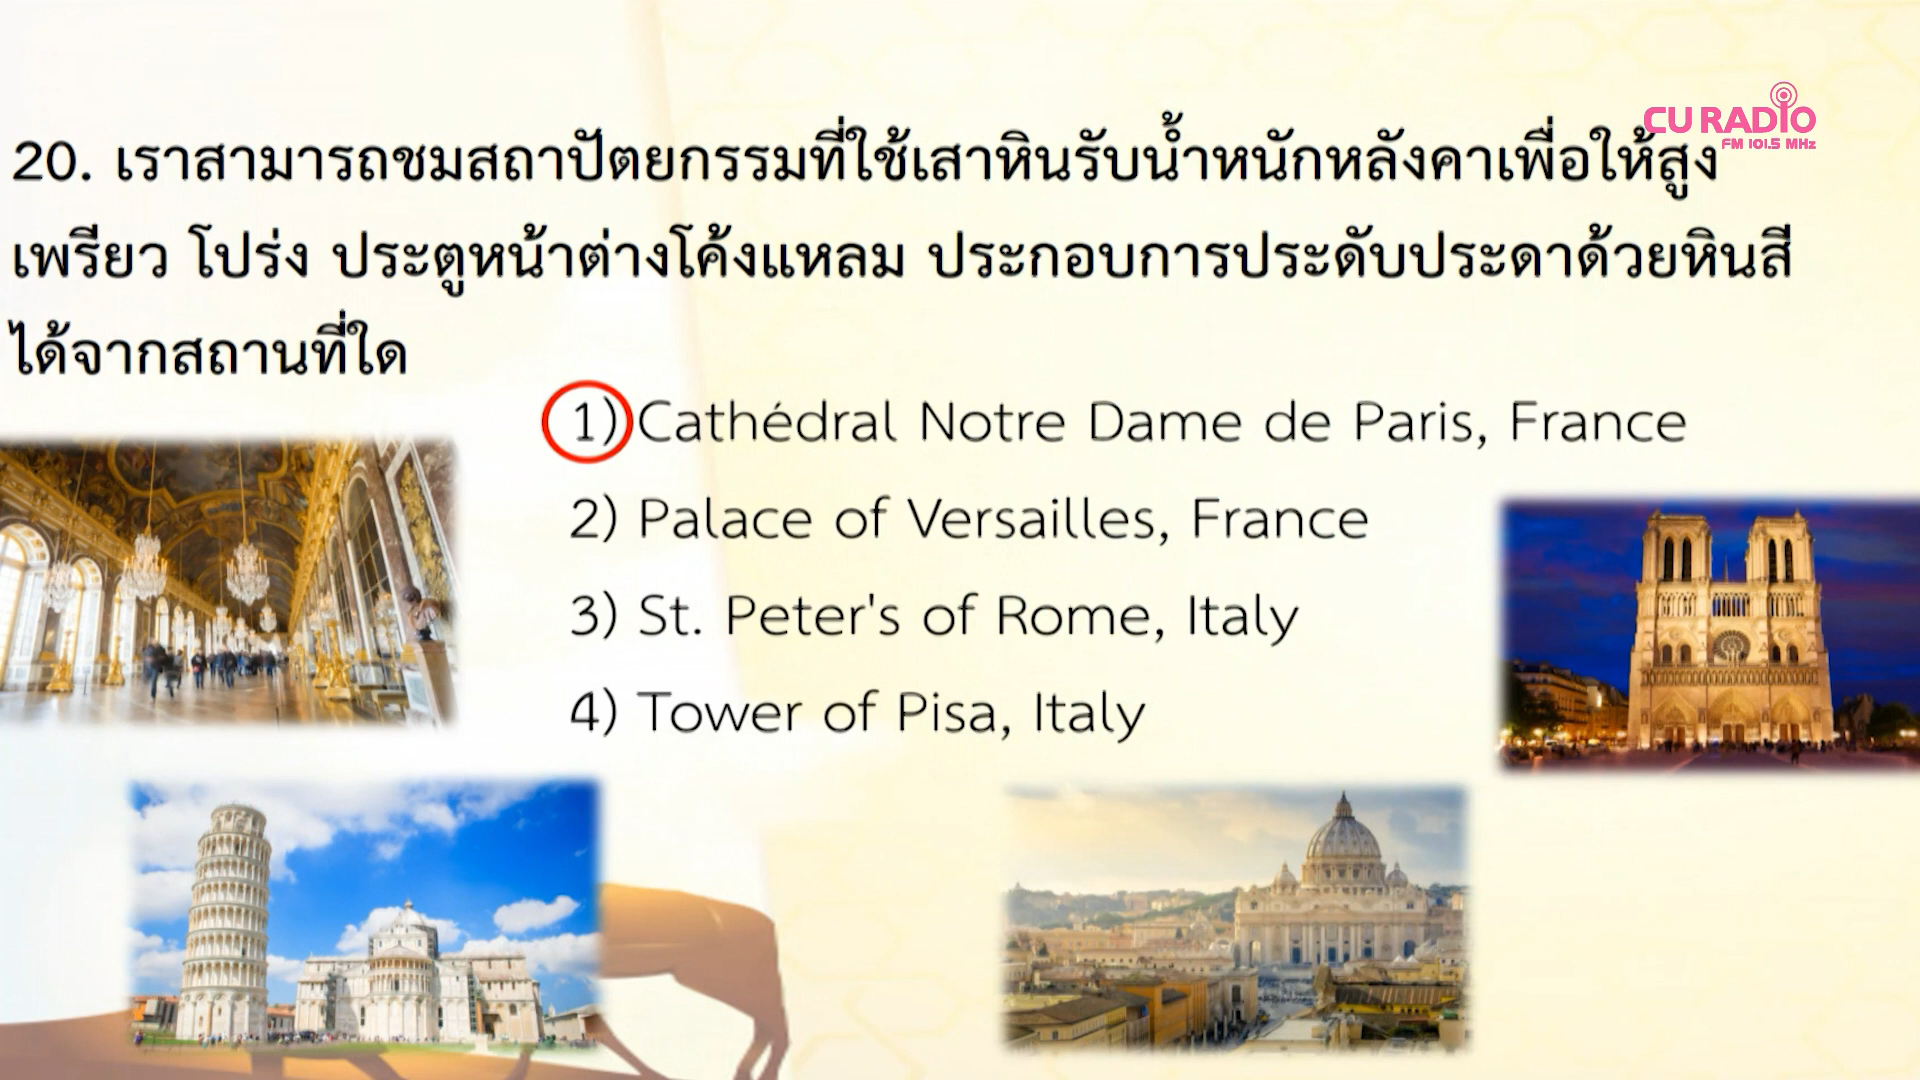 CU RADIO
FM 101.5 MHz
20. เราสามารถชมสถาปัตยกรรมที่ใช้เสาหินรับน้ำหนักหลังคาเพื่อให้สูง
เพรียว โปร่ง ประตูหน้าต่างโค้งแหลม ประกอบการประดับประดาด้วยหินสี
ได้จากสถานที่ใด
1) Cathédral Notre Dame de Paris, France
2) Palace of Versailles, France
3) St. Peter's of Rome, Italy
4) Tower of Pisa, Italy